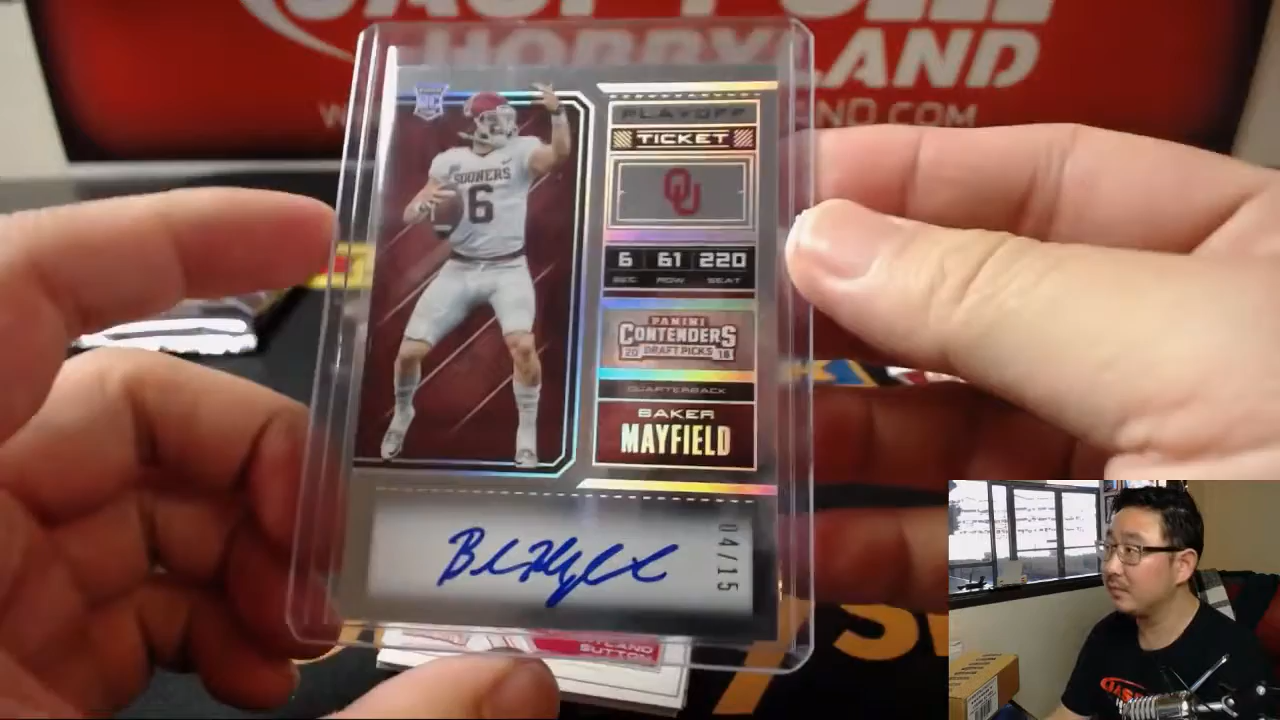 HOBBYLAND
RC
PLAYOFF
TICKET
OU
SOONERS
6
6 61 220
SEC ROW SEAT
PANINI
CONTENDERS
20 DRAFT PICKS 18
QUARTERBACK
BAKER
MAYFIELD
04/15
SUTTON